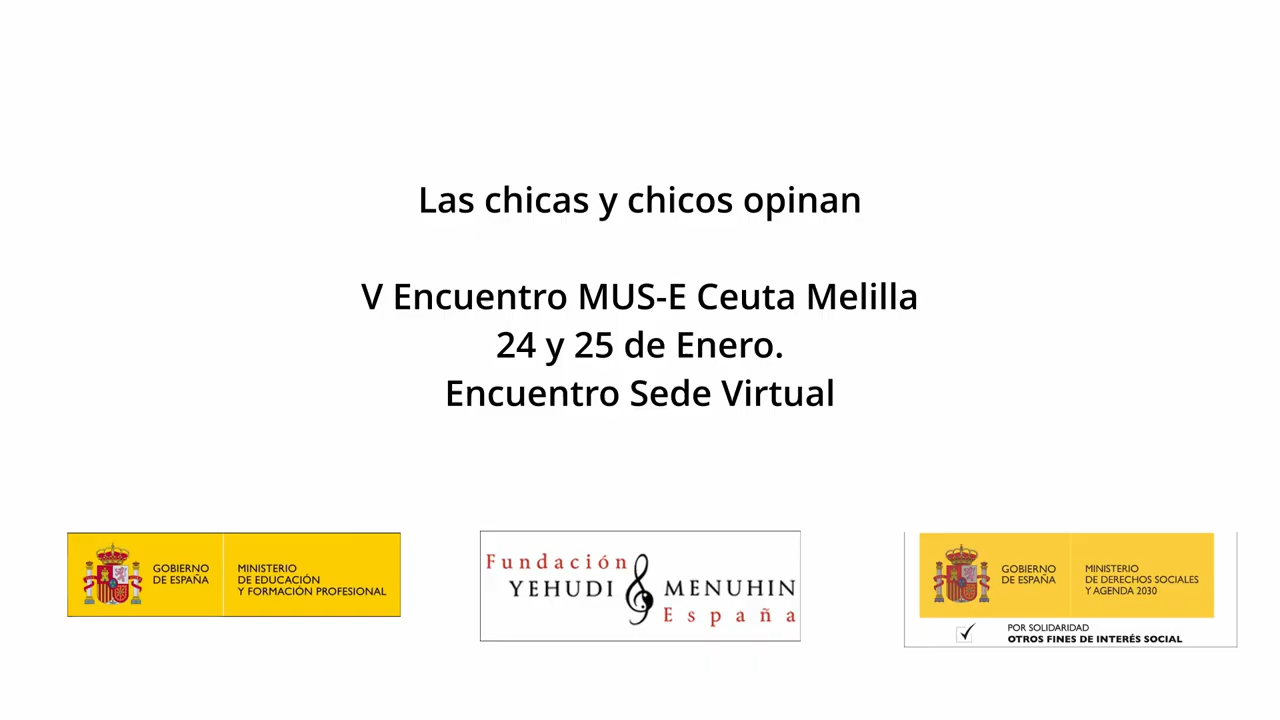 Las chicas y chicos opinan
V Encuentro MUS-E Ceuta Melilla
24 y 25 de Enero.
Encuentro Sede Virtual
GOBIERNO
DE ESPAÑA
MINISTERIO
DE EDUCACIÓN
Y FORMACIÓN PROFESIONAL
Fundación
YEHUDI MENUHIN
España
GOBIERNO
DE ESPAÑA
MINISTERIO
DE DERECHOS SOCIALES
Y AGENDA 2030
POR SOLIDARIDAD
OTROS FINES DE INTERÉS SOCIAL